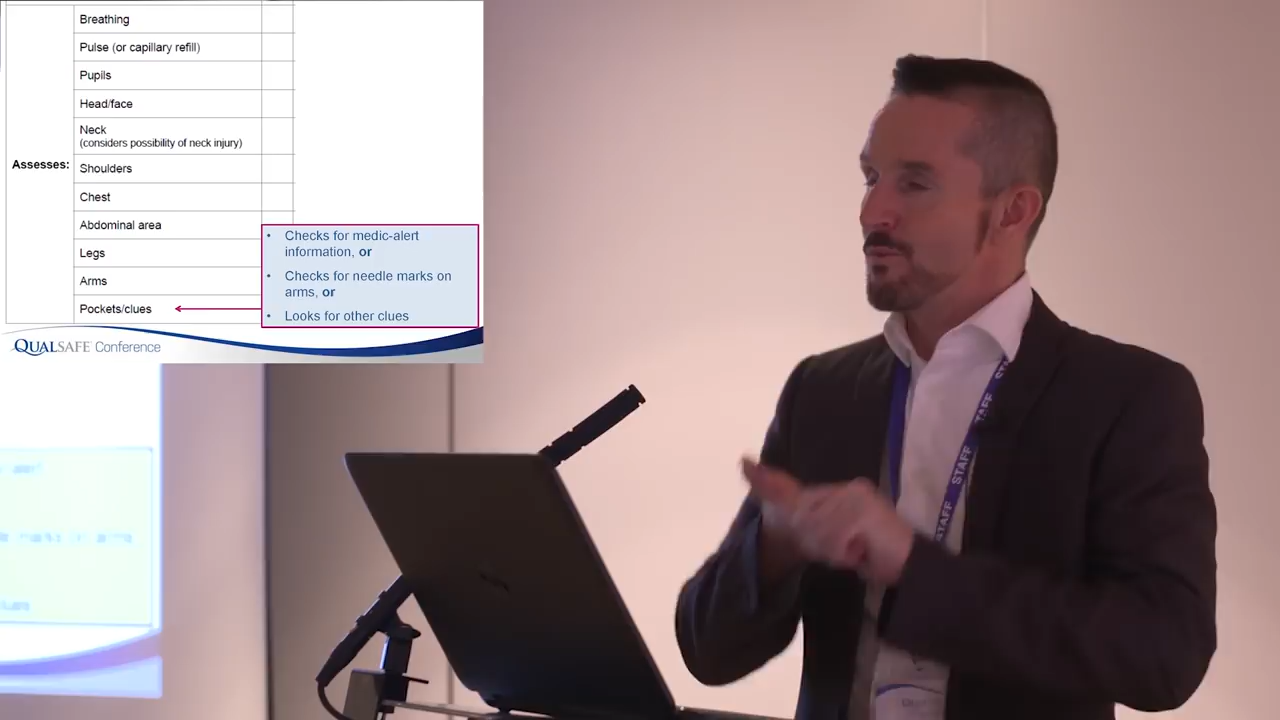 Breathing
Pulse (or capillary refill)
Pupils
Head/face
Neck
(considers possibility of neck injury)
Assesses:
Shoulders
Chest
Abdominal area
Legs
Arms
Pockets/clues
• Checks for medic-alert
information, or
• Checks for needle marks on
arms, or
• Looks for other clues
QUALSAFE Conference
STAFF
STAFF
STAFF